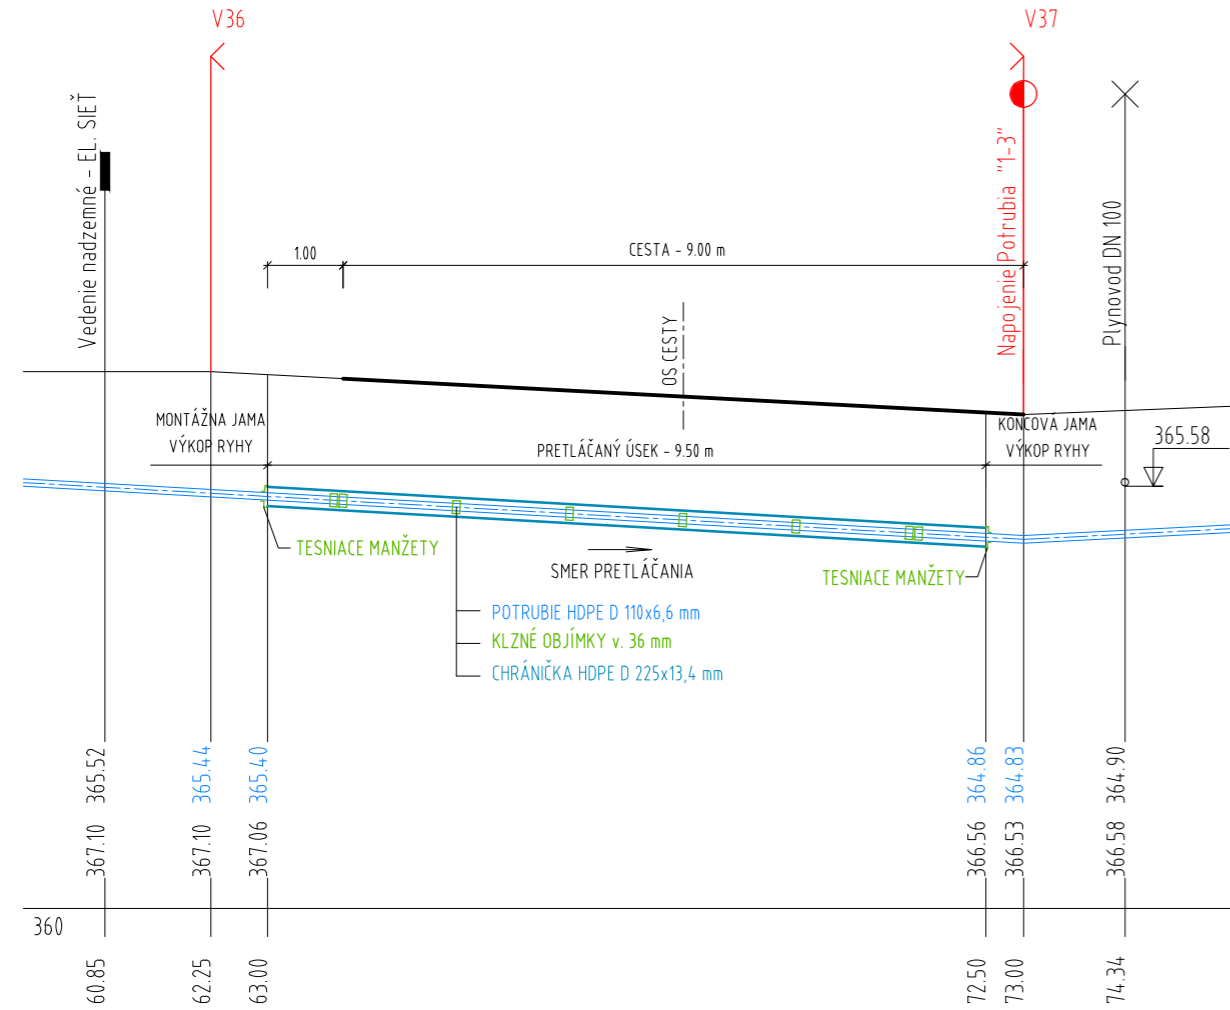 V36
V37
Vedenie nadzemné - EL. SIEŤ
Napojenie Potrubia "1-3"
Plynovod DN 100
1.00
CESTA - 9.00 m
OS CESTY
MONTÁŽNA JAMA
VÝKOP RYHY
PRETLÁČANÝ ÚSEK - 9.50 m
KONCOVÁ JAMA
VÝKOP RYHY
365.58
TESNIACE MANŽETY
SMER PRETLÁČANIA
TESNIACE MANŽETY
POTRUBIE HDPE D 110x6,6 mm
KLZNÉ OBJÍMKY v. 36 mm
CHRÁNIČKA HDPE D 225x13,4 mm
367.10 365.52
367.10 365.44
367.06 365.40
366.56 364.86
366.53 364.83
366.58 364.90
360
60.85
62.25
63.00
72.50
73.00
74.34